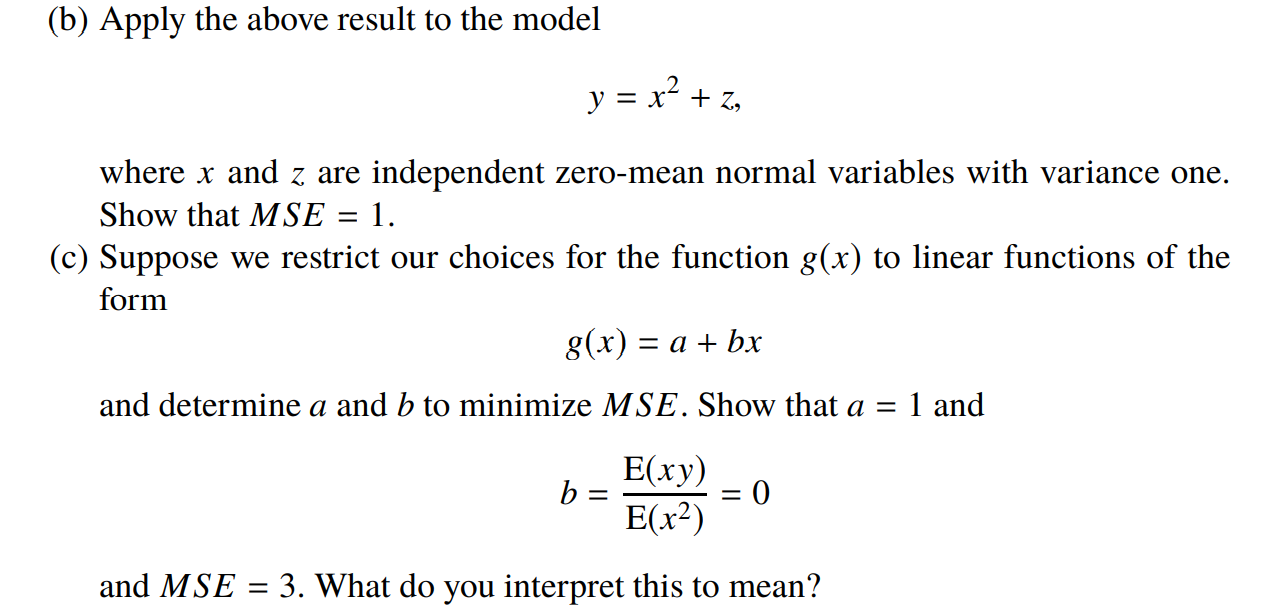 (b) Apply the above result to the model
y = x² + z,
where x and z are independent zero-mean normal variables with variance one.
Show that MSE = 1.
(c) Suppose we restrict our choices for the function g(x) to linear functions of the
form
g(x) = a + bx
and determine a and b to minimize MSE. Show that a = 1 and
b = E(xy) / E(x²) = 0
and MSE = 3. What do you interpret this to mean?